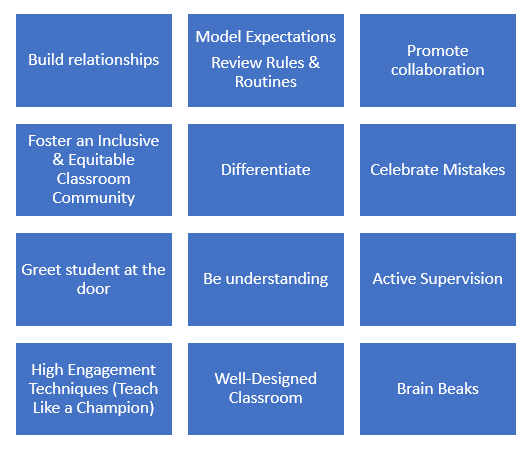 Build relationships
Model Expectations
Review Rules &
Routines
Promote
collaboration
Foster an Inclusive
& Equitable
Classroom
Community
Differentiate
Celebrate Mistakes
Greet student at the
door
Be understanding
Active Supervision
High Engagement
Techniques (Teach
Like a Champion)
Well-Designed
Classroom
Brain Beaks